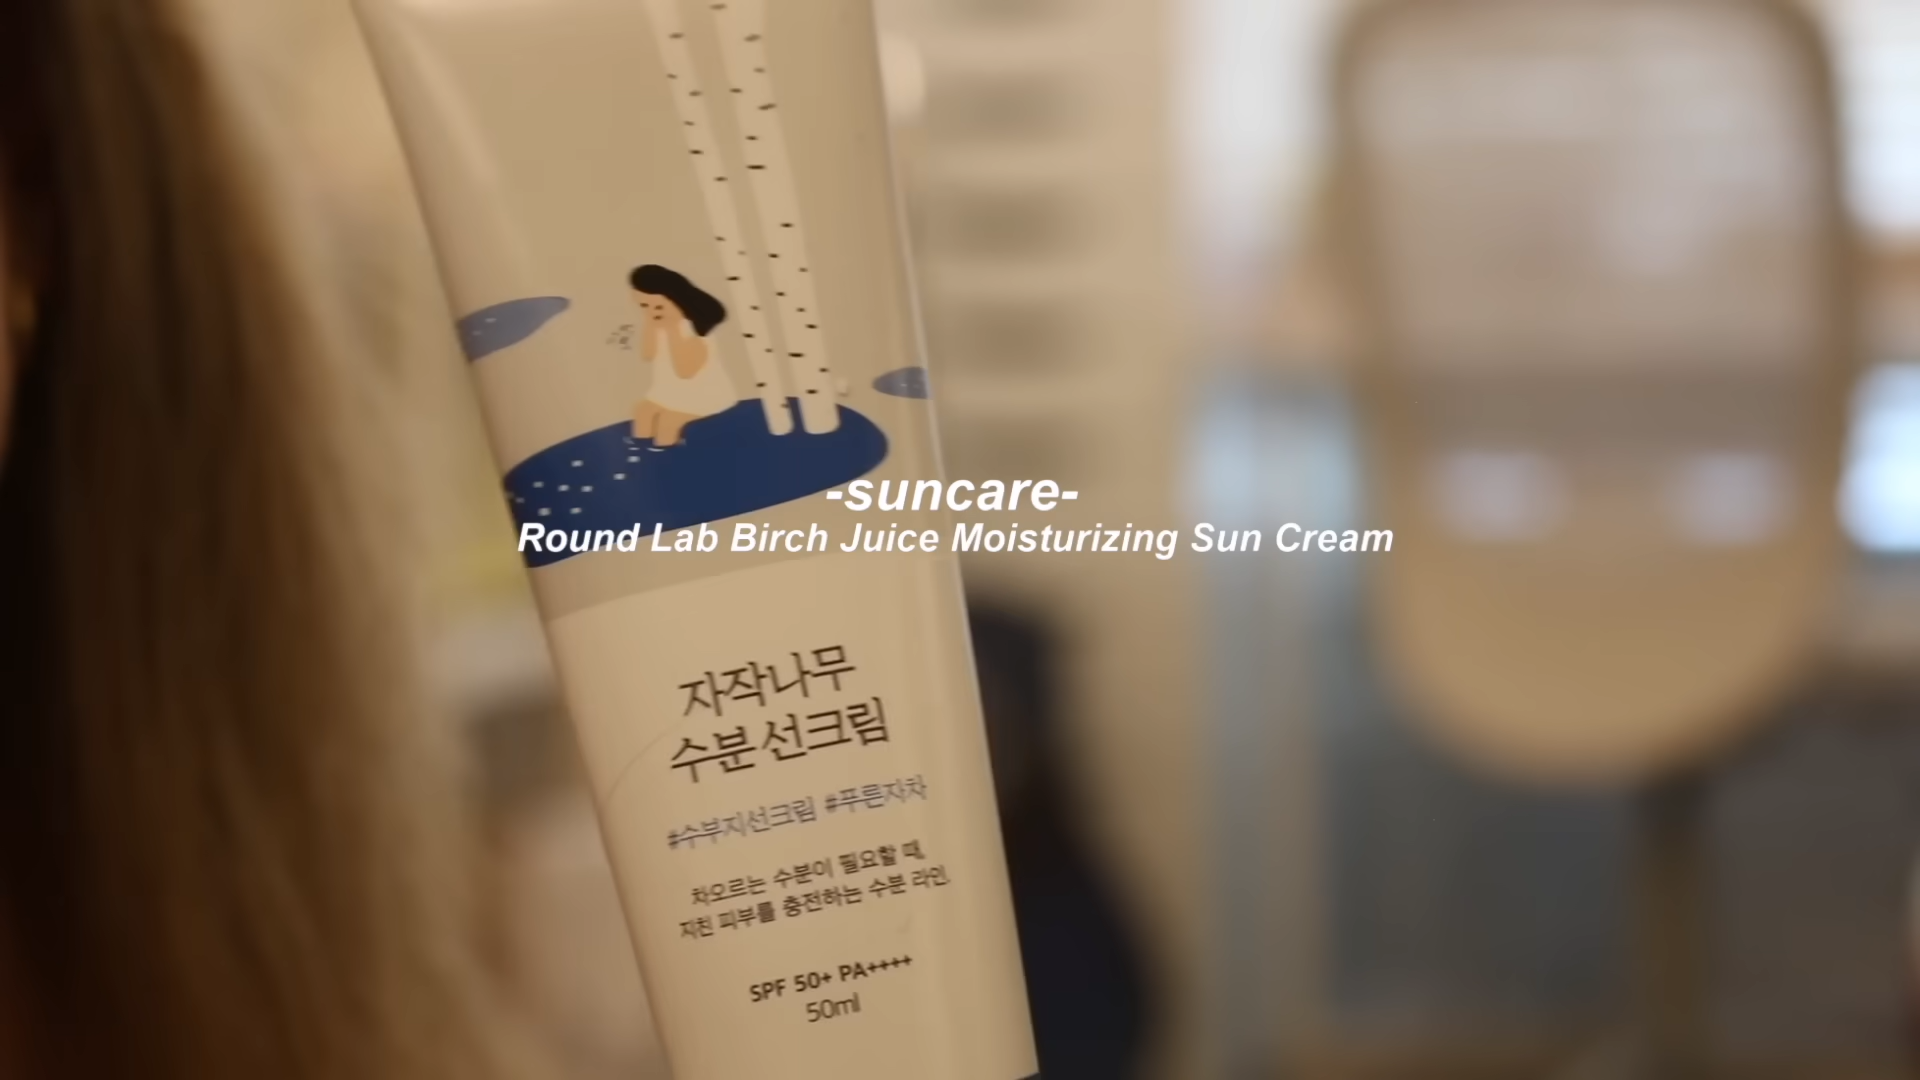 -suncare-
Round Lab Birch Juice Moisturizing Sun Cream
자작나무
수분 선크림
#수부지선크림 #푸른자차
차오르는 수분이 필요할 때,
지친 피부를 충전하는 수분 라인.
SPF 50+ PA++++
50ml